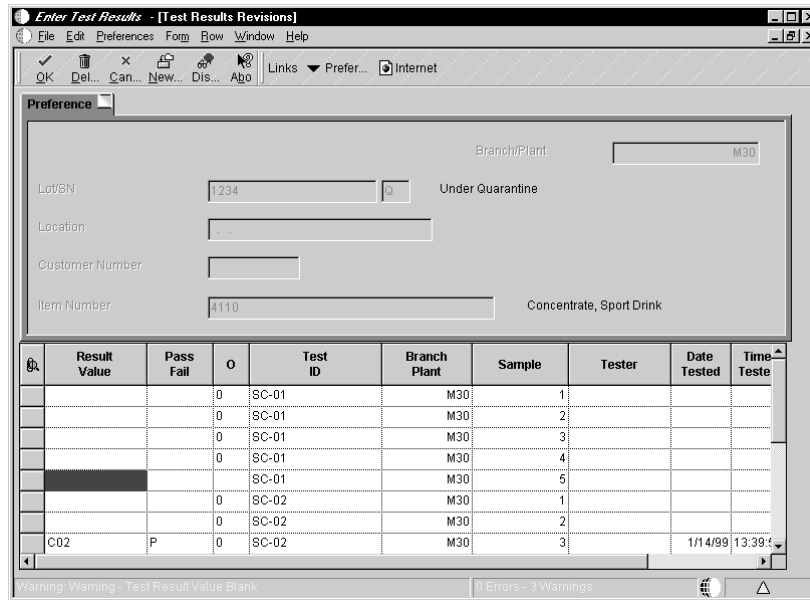 Enter Test Results - [Test Results Revisions]
File Edit Preferences Form Row Window Help
OK Del... Can... New... Dis... Abo Links Prefer... Internet
Preference
Branch/Plant M30
Lot/SN 1234 Q Under Quarantine
Location . .
Customer Number
Item Number 4110 Concentrate, Sport Drink
Result Value Pass Fail O Test ID Branch Plant Sample Tester Date Tested Time Teste
0 SC-01 M30 1
0 SC-01 M30 2
0 SC-01 M30 3
0 SC-01 M30 4
SC-01 M30 5
0 SC-02 M30 1
0 SC-02 M30 2
C02 P 0 SC-02 M30 3 1/14/99 13:39:5
Warning: Warning - Test Result Value Blank 0 Errors - 3 Warnings